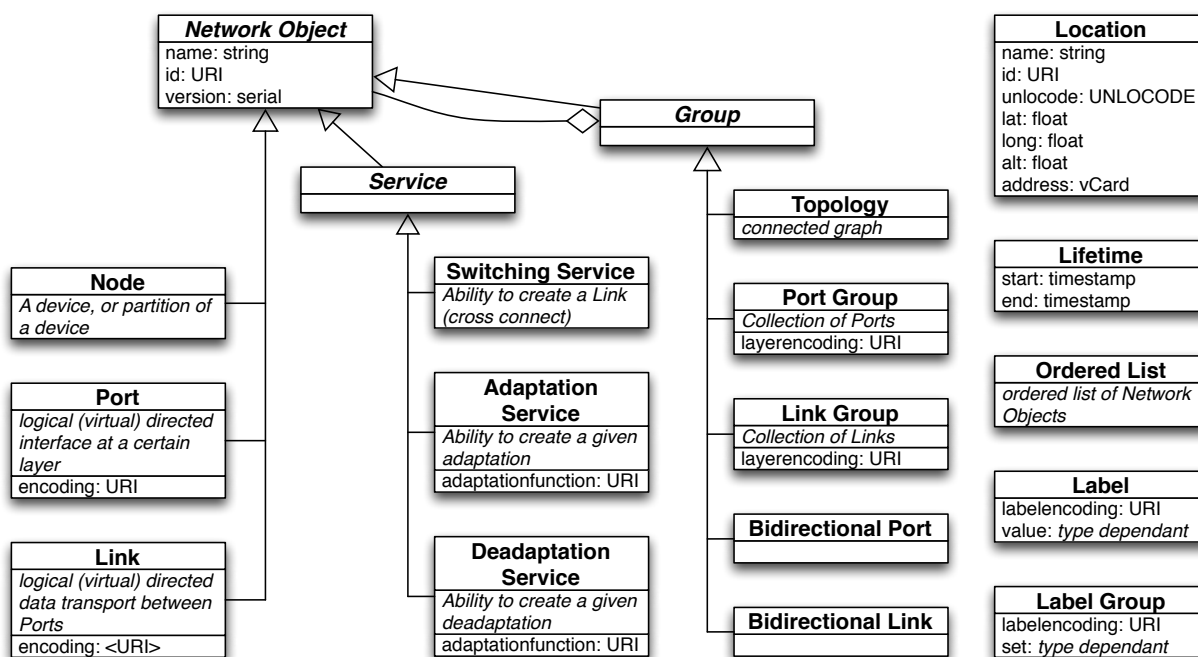 Network Object
name: string
id: URI
version: serial
Group
Service
Node
A device, or partition of
a device
Port
logical (virtual) directed
interface at a certain
layer
encoding: URI
Link
logical (virtual) directed
data transport between
Ports
encoding: <URI>
Switching Service
Ability to create a Link
(cross connect)
Adaptation
Service
Ability to create a given
adaptation
adaptationfunction: URI
Deadaptation
Service
Ability to create a given
deadaptation
adaptationfunction: URI
Topology
connected graph
Port Group
Collection of Ports
layerencoding: URI
Link Group
Collection of Links
layerencoding: URI
Bidirectional Port
Bidirectional Link
Location
name: string
id: URI
unlocode: UNLOCODE
lat: float
long: float
alt: float
address: vCard
Lifetime
start: timestamp
end: timestamp
Ordered List
ordered list of Network
Objects
Label
labelencoding: URI
value: type dependant
Label Group
labelencoding: URI
set: type dependant